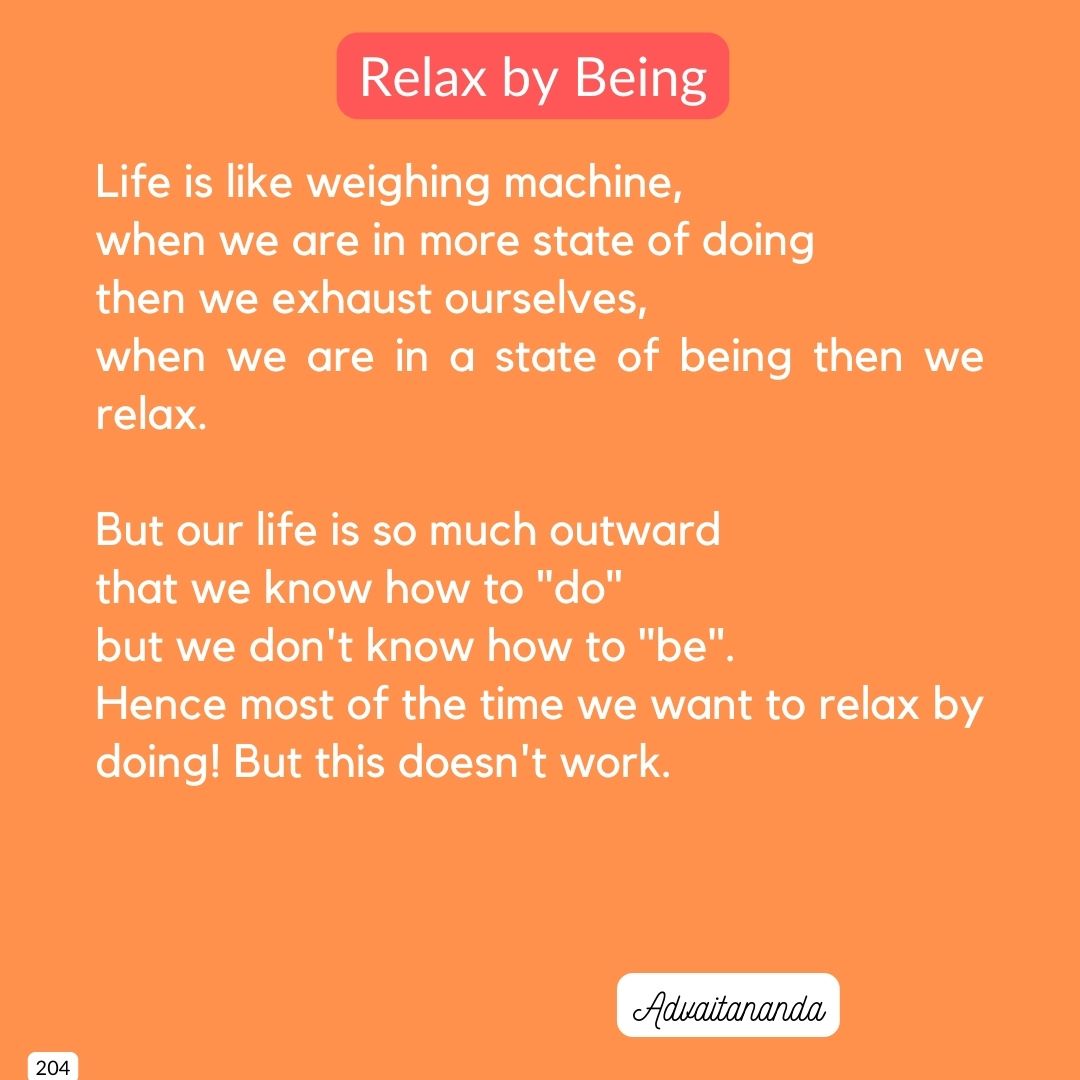 Relax by Being
Life is like weighing machine,
when we are in more state of doing
then we exhaust ourselves,
when we are in a state of being then we
relax.
But our life is so much outward
that we know how to "do"
but we don't know how to "be".
Hence most of the time we want to relax by
doing! But this doesn't work.
Advaitananda
204